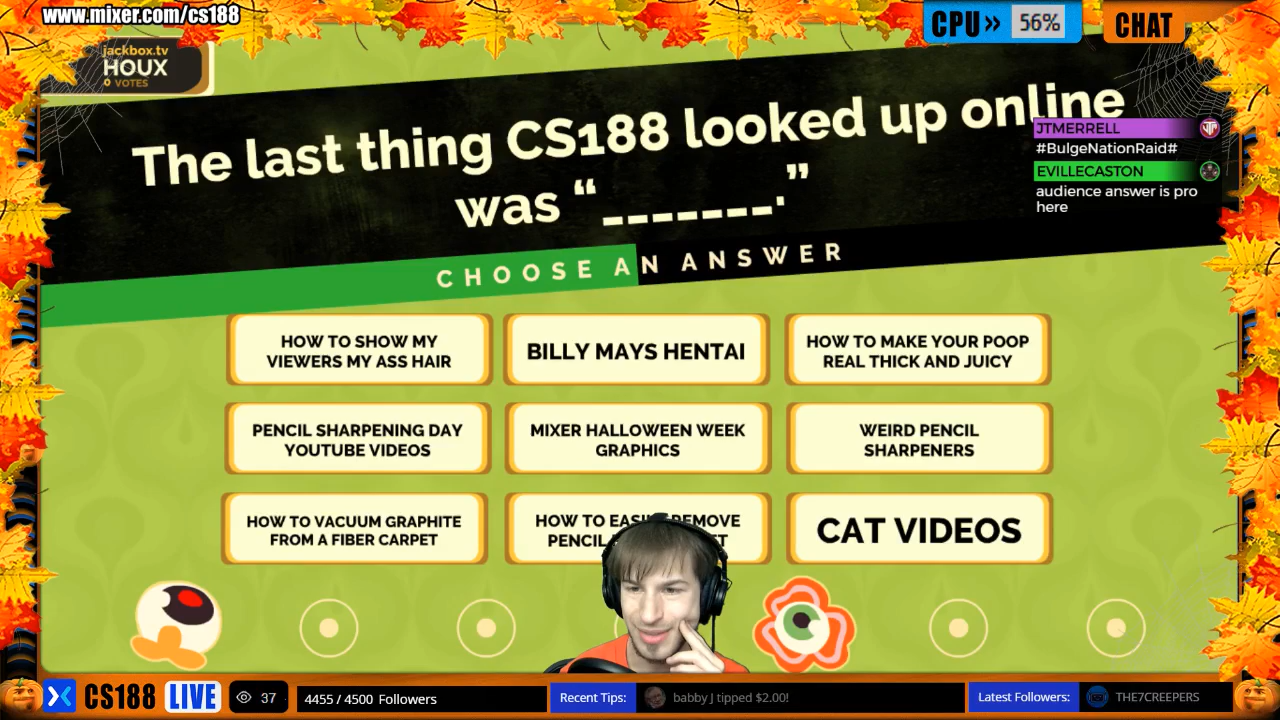 www.mixer.com/cs188
CPU»
56%
CHAT
jackbox.tv
HOUX
0 VOTES
The last thing CS188 looked up online
was “_______.”
JTMERRELL
#BulgeNationRaid#
EVILLECASTON
audience answer is pro
here
CHOOSE AN ANSWER
HOW TO SHOW MY
VIEWERS MY ASS HAIR
BILLY MAYS HENTAI
HOW TO MAKE YOUR POOP
REAL THICK AND JUICY
PENCIL SHARPENING DAY
YOUTUBE VIDEOS
MIXER HALLOWEEN WEEK
GRAPHICS
WEIRD PENCIL
SHARPENERS
HOW TO VACUUM GRAPHITE
FROM A FIBER CARPET
HOW TO
PENCIL
CAT VIDEOS
CS188 LIVE
37
4455 / 4500 Followers
Recent Tips:
babby J tipped $2.00!
Latest Followers:
THE7CREEPERS